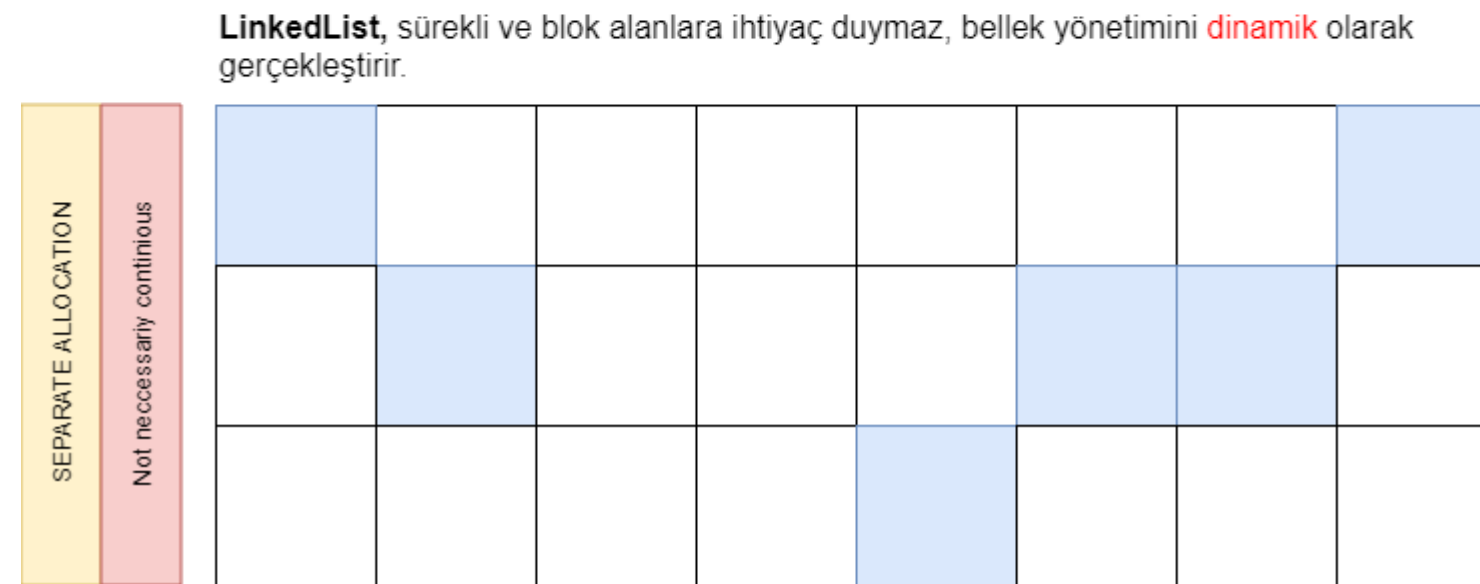 LinkedList, sürekli ve blok alanlara ihtiyaç duymaz, bellek yönetimini dinamik olarak
gerçekleştirir.
SEPARATE ALLOCATION
Not neccessariy continious